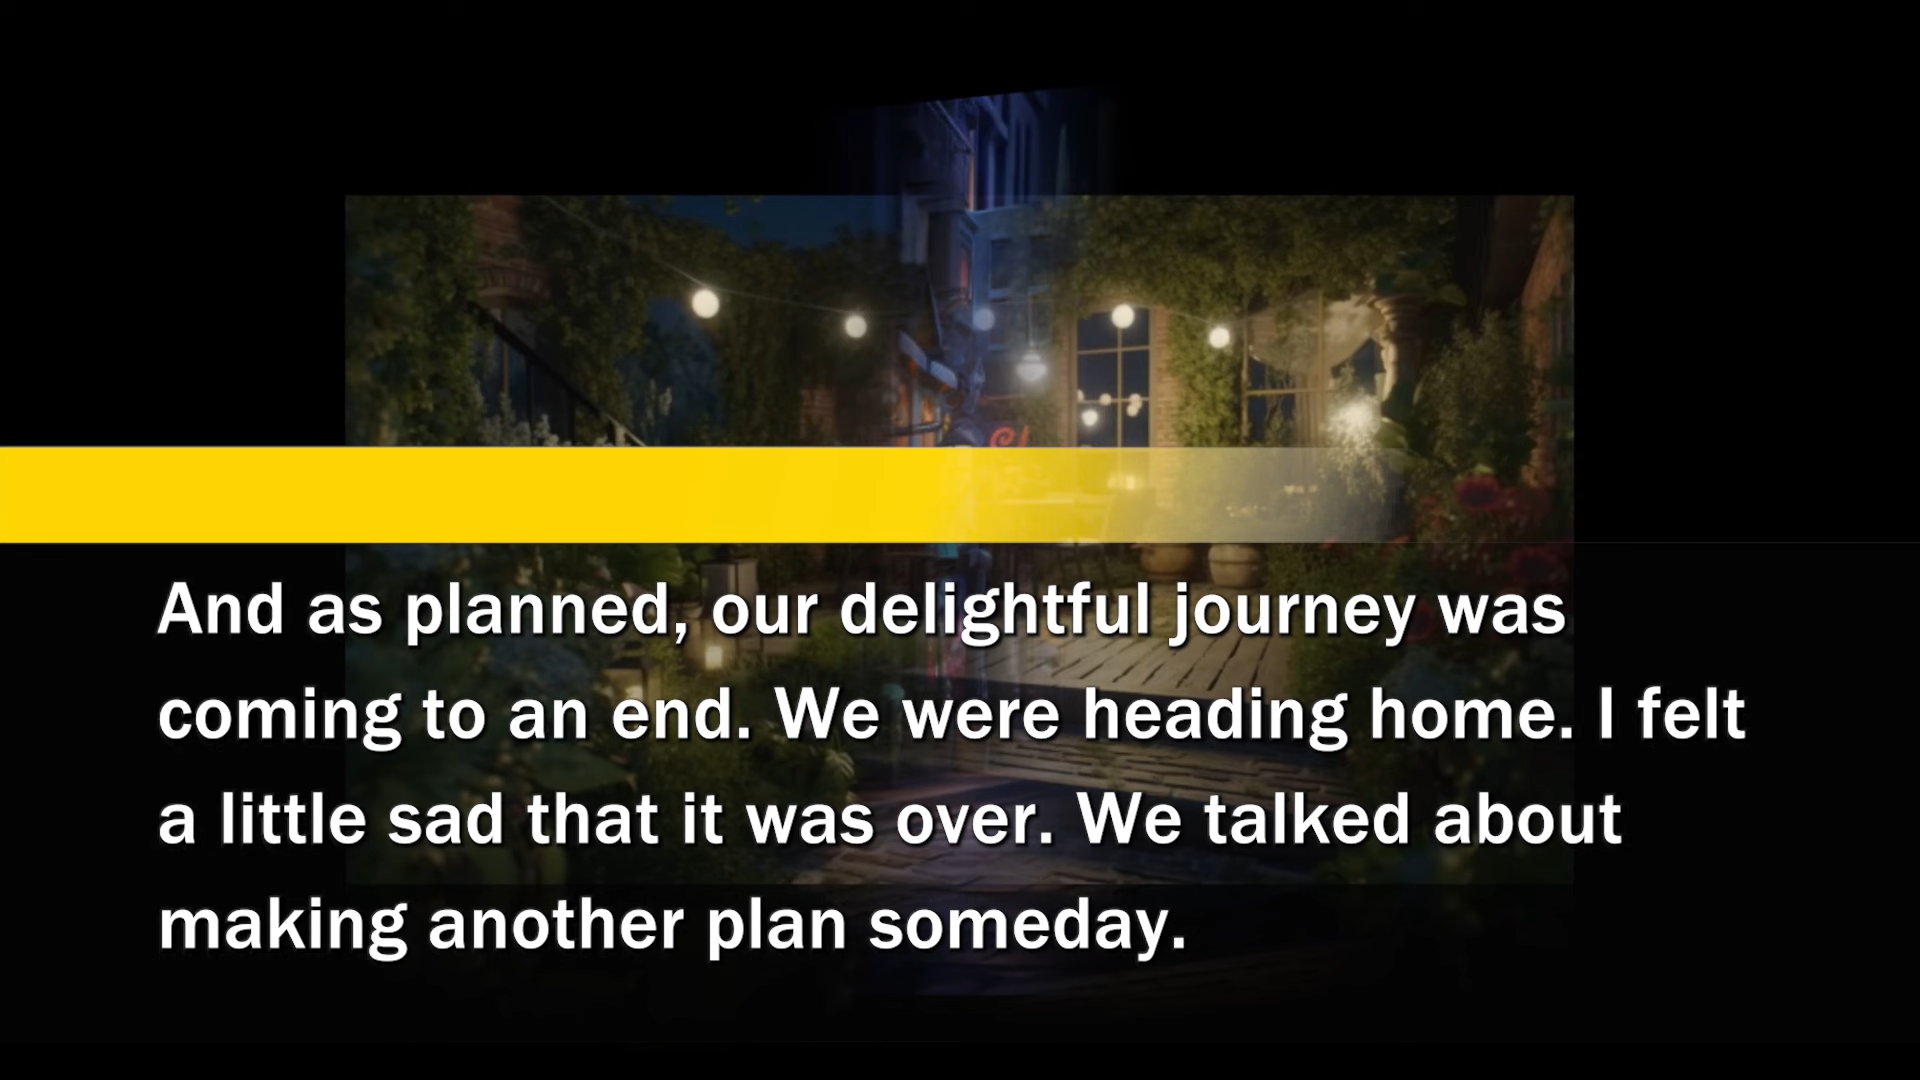 And as planned, our delightful journey was
coming to an end. We were heading home. I felt
a little sad that it was over. We talked about
making another plan someday.